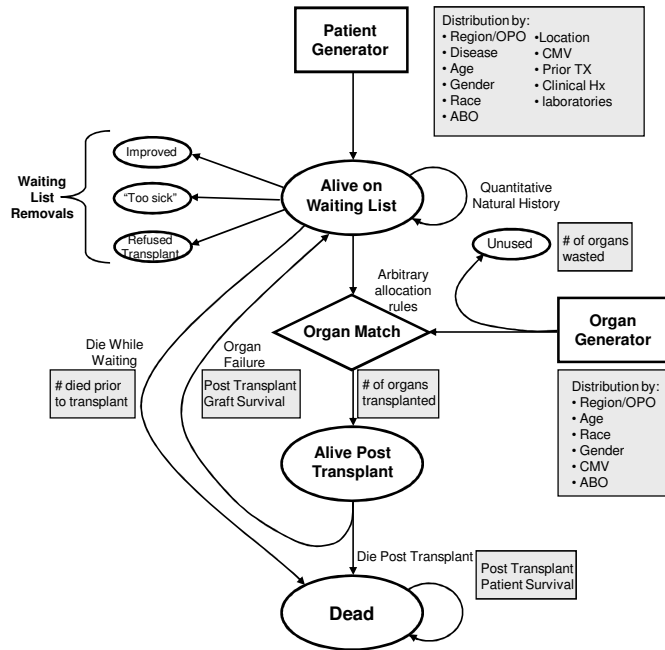 Patient
Generator
Distribution by:
• Region/OPO
• Disease
• Age
• Gender
• Race
• ABO
• Location
• CMV
• Prior TX
• Clinical Hx
• laboratories
Waiting
List
Removals
Improved
“Too sick”
Refused
Transplant
Alive on
Waiting List
Quantitative
Natural History
Unused
# of organs
wasted
Arbitrary
allocation
rules
Organ Match
Organ
Generator
Die While
Waiting
# died prior
to transplant
Organ
Failure
Post Transplant
Graft Survival
# of organs
transplanted
Distribution by:
• Region/OPO
• Age
• Race
• Gender
• CMV
• ABO
Alive Post
Transplant
Die Post Transplant
Post Transplant
Patient Survival
Dead